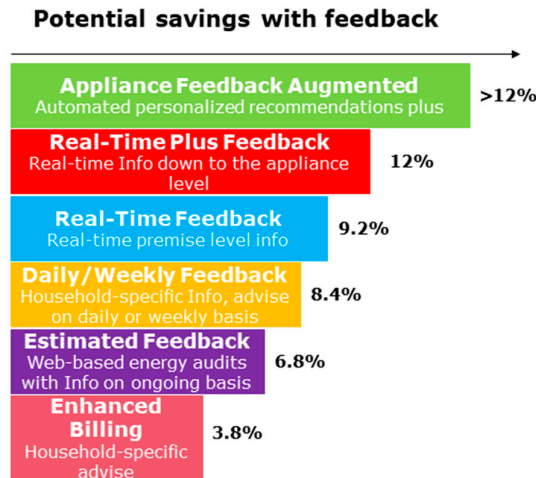 Potential savings with feedback
Appliance Feedback Augmented
Automated personalized recommendations plus
>12%
Real-Time Plus Feedback
Real-time Info down to the appliance
level
12%
Real-Time Feedback
Real-time premise level info
9.2%
Daily/Weekly Feedback
Household-specific Info, advise
on daily or weekly basis
8.4%
Estimated Feedback
Web-based energy audits
with Info on ongoing basis
6.8%
Enhanced
Billing
Household-specific
advise
3.8%